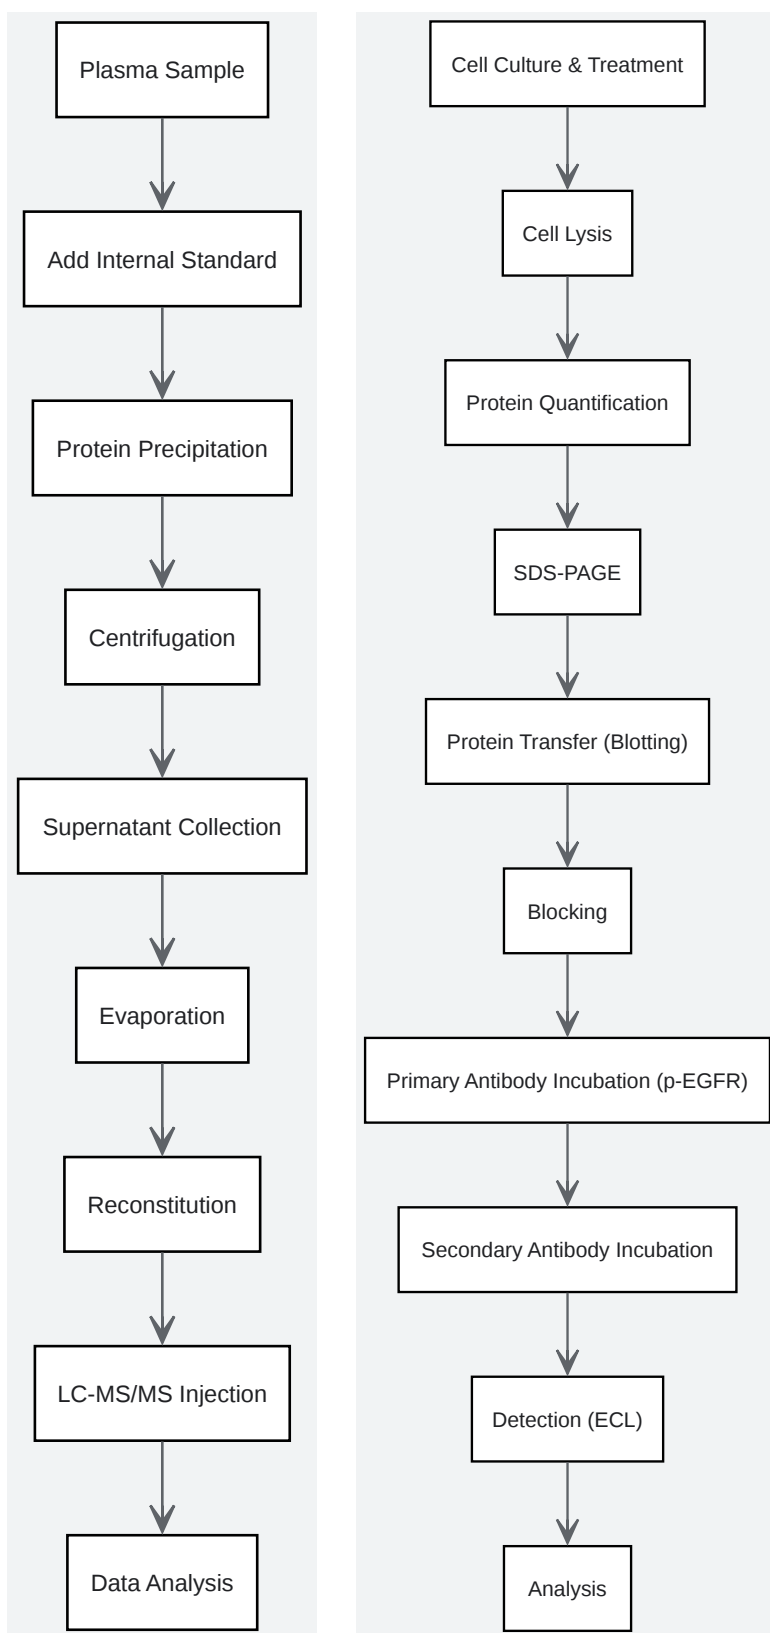 Plasma Sample
Add Internal Standard
Protein Precipitation
Centrifugation
Supernatant Collection
Evaporation
Reconstitution
LC-MS/MS Injection
Data Analysis
Cell Culture & Treatment
Cell Lysis
Protein Quantification
SDS-PAGE
Protein Transfer (Blotting)
Blocking
Primary Antibody Incubation (p-EGFR)
Secondary Antibody Incubation
Detection (ECL)
Analysis